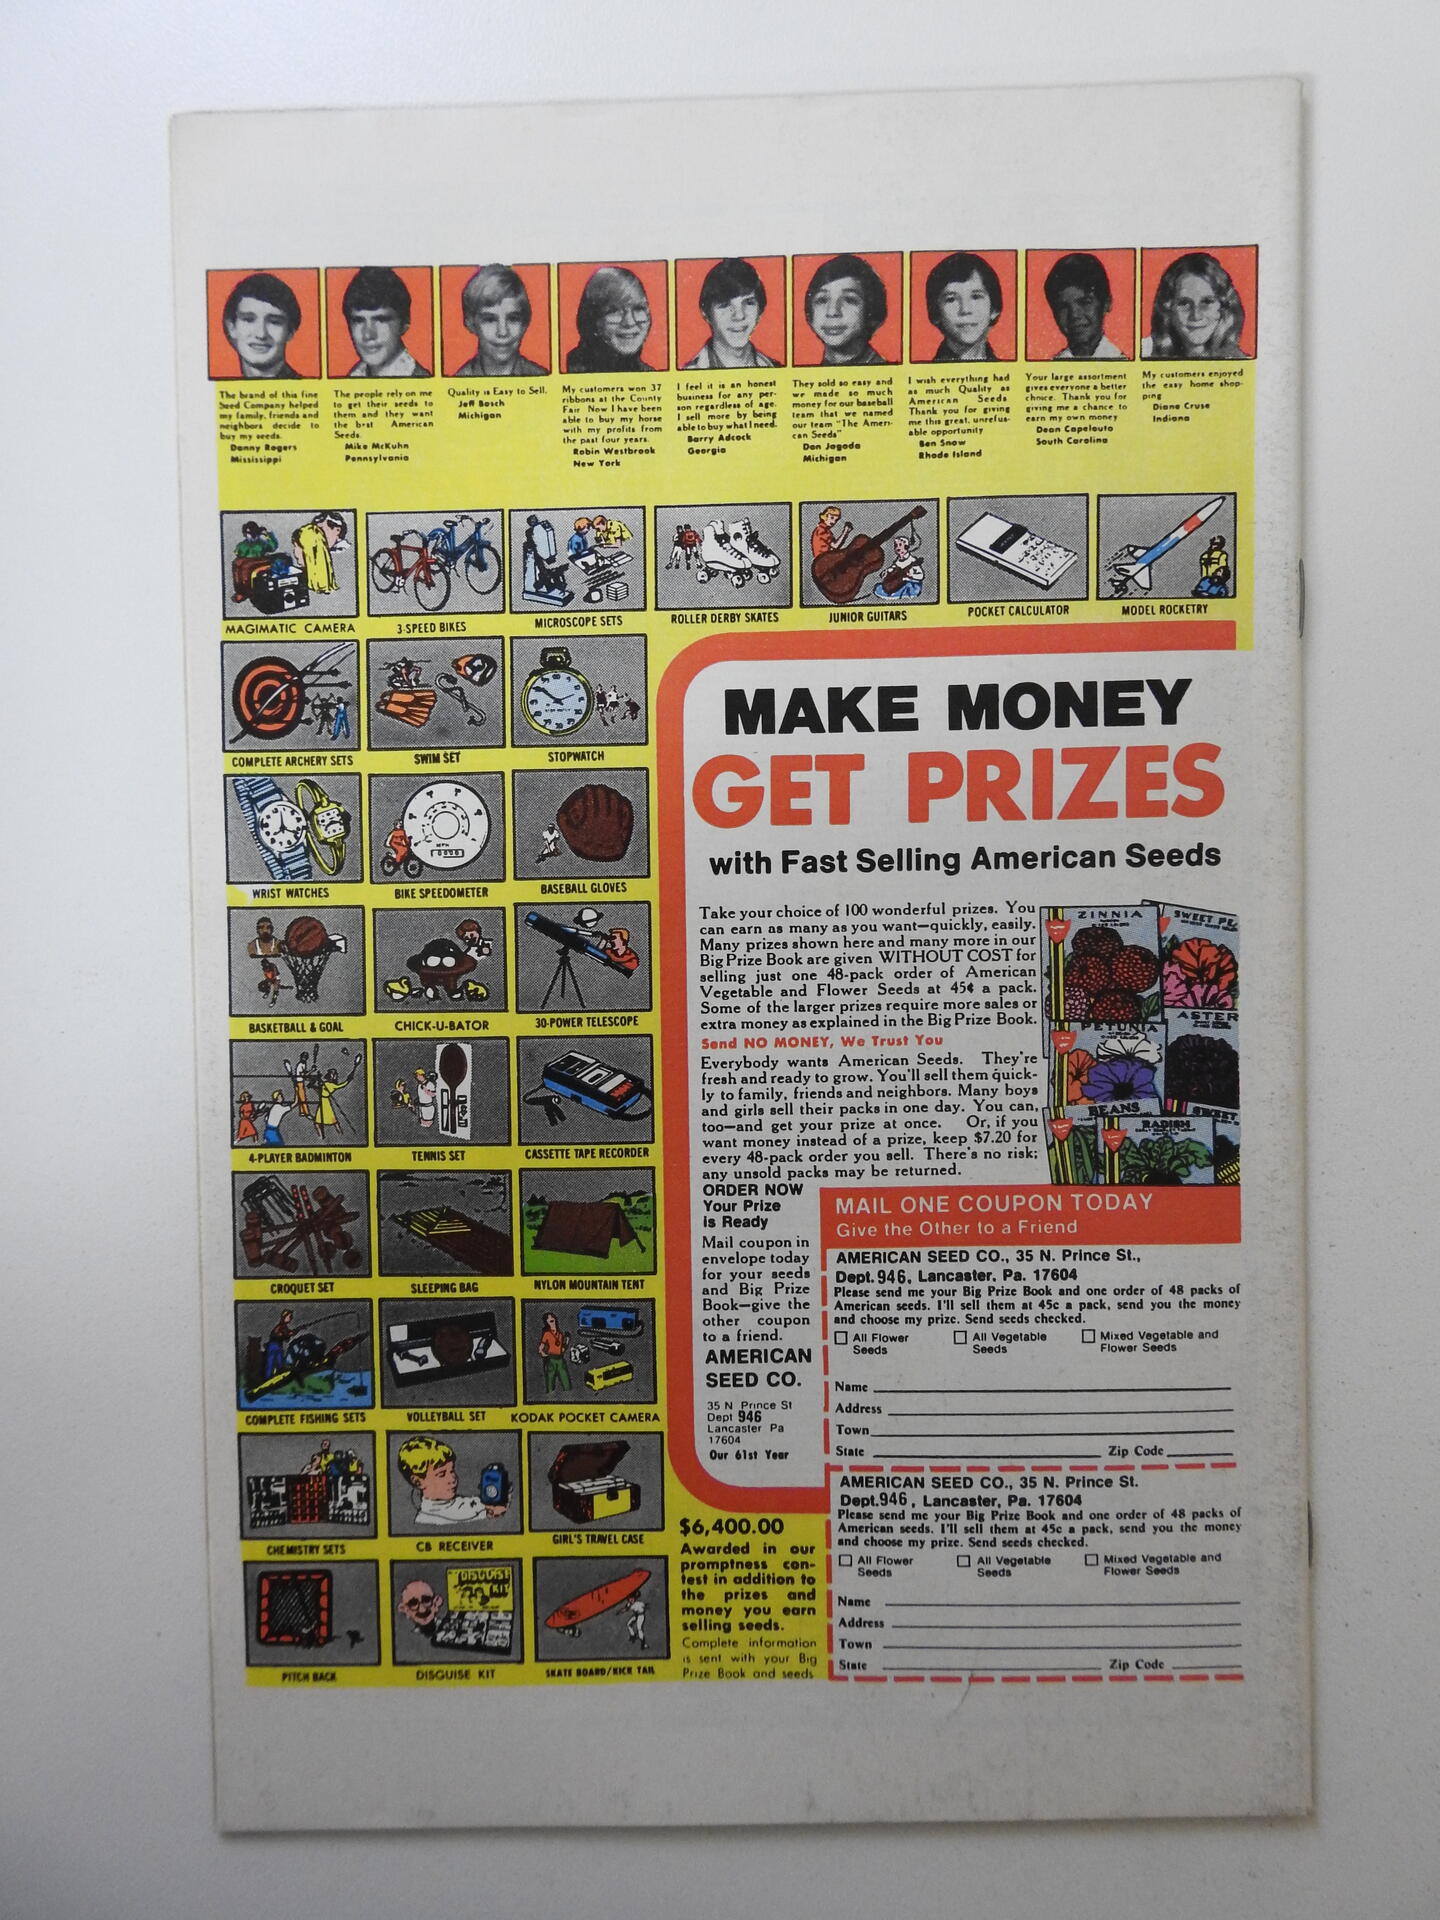 The brand of this fine
Seed Company helped
my family, friends and
neighbors decide to
buy my seeds.
Danny Rogers
Mississippi
The people rely on me
to get their seeds to
them and they want
the best American
Seeds.
Mike McKuhn
Pennsylvania
Quality is Easy to Sell.
Jeff Bosch
Michigan
My customers won 37
ribbons at the County
Fair Now I have been
able to buy my horse
with my profits from
the past four years.
Robin Westbrook
New York
I feel it is an honest
business for any per-
son regardless of age.
I sell more by being
able to buy what I need.
Barry Adcock
Georgia
They sold so easy and
we made so much
money for our baseball
team that we named
our team "The Ameri-
can Seeds"
Dan Jagoda
Michigan
I wish everything had
as much Quality as
American Seeds
Thank you for giving
me this great, unrefus-
able opportunity
Ben Snow
Rhode Island
Your large assortment
gives everyone a better
choice. Thank you for
giving me a chance to
earn my own money
Dean Capelouto
South Carolina
My customers enjoyed
the easy home shop-
ping
Diane Cruse
Indiana
MAGIMATIC CAMERA
3-SPEED BIKES
MICROSCOPE SETS
ROLLER DERBY SKATES
JUNIOR GUITARS
POCKET CALCULATOR
MODEL ROCKETRY
COMPLETE ARCHERY SETS
SWIM SET
STOPWATCH
WRIST WATCHES
MPH
BIKE SPEEDOMETER
BASEBALL GLOVES
BASKETBALL & GOAL
CHICK-U-BATOR
30-POWER TELESCOPE
4-PLAYER BADMINTON
TENNIS SET
CASSETTE TAPE RECORDER
CROQUET SET
SLEEPING BAG
NYLON MOUNTAIN TENT
COMPLETE FISHING SETS
VOLLEYBALL SET
KODAK POCKET CAMERA
CHEMISTRY SETS
CB RECEIVER
GIRL'S TRAVEL CASE
PITCH BACK
DISGUISE
KIT
DISGUISE KIT
SKATE BOARD/KICK TAIL
MAKE MONEY
GET PRIZES
with Fast Selling American Seeds
Take your choice of 100 wonderful prizes. You
can earn as many as you want—quickly, easily.
Many prizes shown here and many more in our
Big Prize Book are given WITHOUT COST for
selling just one 48-pack order of American
Vegetable and Flower Seeds at 45¢ a pack.
Some of the larger prizes require more sales or
extra money as explained in the Big Prize Book.
Send NO MONEY, We Trust You
Everybody wants American Seeds. They're
fresh and ready to grow. You'll sell them quick-
ly to family, friends and neighbors. Many boys
and girls sell their packs in one day. You can,
too—and get your prize at once. Or, if you
want money instead of a prize, keep $7.20 for
every 48-pack order you sell. There's no risk;
any unsold packs may be returned.
ZINNIA
SWEET PE
ASTER
PETUNIA
BEANS
RADISH
SWEET
ORDER NOW
Your Prize
is Ready
Mail coupon in
envelope today
for your seeds
and Big Prize
Book—give the
other coupon
to a friend.
AMERICAN
SEED CO.
35 N Prince St
Dept 946
Lancaster Pa
17604
Our 61st Year
$6,400.00
Awarded in our
promptness con-
test in addition to
the prizes and
money you earn
selling seeds.
Complete information
is sent with your Big
Prize Book and seeds
MAIL ONE COUPON TODAY
Give the Other to a Friend
AMERICAN SEED CO., 35 N. Prince St.,
Dept. 946, Lancaster, Pa. 17604
Please send me your Big Prize Book and one order of 48 packs of
American seeds. I'll sell them at 45c a pack, send you the money
and choose my prize. Send seeds checked.
All Flower
Seeds
All Vegetable
Seeds
Mixed Vegetable and
Flower Seeds
Name
Address
Town
State Zip Code
AMERICAN SEED CO., 35 N. Prince St.
Dept.946, Lancaster, Pa. 17604
Please send me your Big Prize Book and one order of 48 packs of
American seeds. I'll sell them at 45c a pack, send you the money
and choose my prize. Send seeds checked.
All Flower
Seeds
All Vegetable
Seeds
Mixed Vegetable and
Flower Seeds
Name
Address
Town
State Zip Code